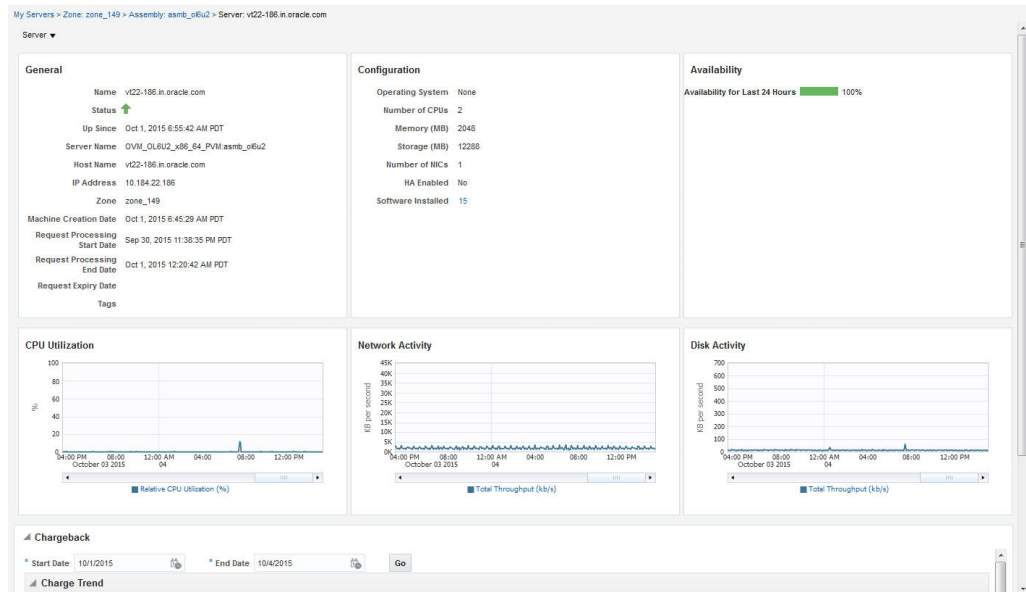 My Servers > Zone: zone_149 > Assembly: asmb_ol6u2 > Server: vt22-186.in.oracle.com
Server
General
Name vt22-186.in.oracle.com
Status
Up Since Oct 1, 2015 6:55:42 AM PDT
Server Name OVM_OL6U2_x86_64_PVM:asmb_ol6u2
Host Name vt22-186.in.oracle.com
IP Address 10.184.22.186
Zone zone_149
Machine Creation Date Oct 1, 2015 6:45:29 AM PDT
Request Processing
Start Date Sep 30, 2015 11:38:35 PM PDT
Request Processing
End Date Oct 1, 2015 12:20:42 AM PDT
Request Expiry Date
Tags
Configuration
Operating System None
Number of CPUs 2
Memory (MB) 2048
Storage (MB) 12288
Number of NICs 1
HA Enabled No
Software Installed 15
Availability
Availability for Last 24 Hours 100%
CPU Utilization
100
80
60
40
20
0
%
04:00 PM 08:00 12:00 AM 04:00 08:00 12:00 PM
October 03 2015 04
Relative CPU Utilization (%)
Network Activity
45K
40K
35K
30K
25K
20K
15K
10K
5K
0K
KB per second
04:00 PM 08:00 12:00 AM 04:00 08:00 12:00 PM
October 03 2015 04
Total Throughput (kb/s)
Disk Activity
700
600
500
400
300
200
100
0
KB per second
04:00 PM 08:00 12:00 AM 04:00 08:00 12:00 PM
October 03 2015 04
Total Throughput (kb/s)
Chargeback
* Start Date 10/1/2015 * End Date 10/4/2015 Go
Charge Trend